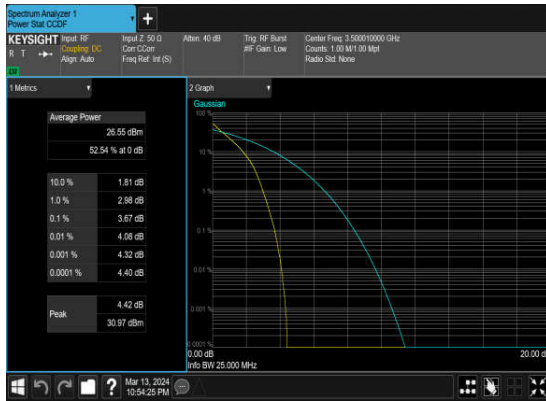 Spectrum Analyzer 1
Power Stat CCDF
+
KEYSIGHT
R T
Input: RF
Coupling: DC
Align: Auto
Input Z: 50 Ω
Corr CCorr
Freq Ref: Int (S)
Atten: 40 dB
Trig: RF Burst
#IF Gain: Low
Center Freq: 3.500010000 GHz
Counts: 1.00 M/1.00 Mpt
Radio Std: None
1 Metrics
Average Power
26.55 dBm
52.54 % at 0 dB
10.0 % 1.81 dB
1.0 % 2.98 dB
0.1 % 3.67 dB
0.01 % 4.08 dB
0.001 % 4.32 dB
0.0001 % 4.40 dB
Peak
4.42 dB
30.97 dBm
2 Graph
Gaussian
100 %
10 %
1 %
0.1 %
0.01 %
0.001 %
0.0001 %
0.00 dB
20.00 d
Info BW 25.000 MHz
?
Mar 13, 2024
10:54:25 PM